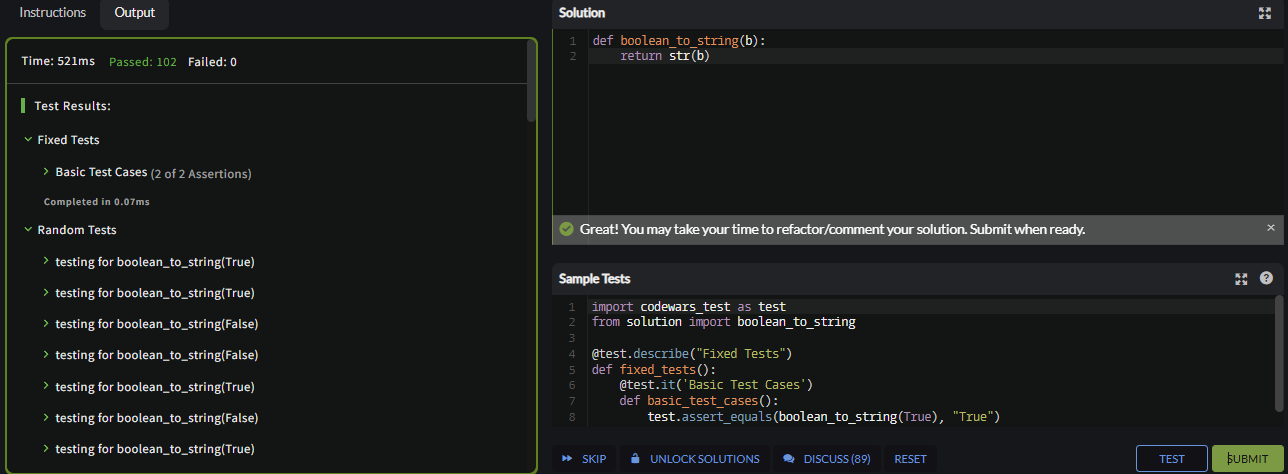 Instructions
Output
Time: 521ms Passed: 102 Failed: 0
Test Results:
Fixed Tests
Basic Test Cases (2 of 2 Assertions)
Completed in 0.07ms
Random Tests
testing for boolean_to_string(True)
testing for boolean_to_string(True)
testing for boolean_to_string(False)
testing for boolean_to_string(False)
testing for boolean_to_string(True)
testing for boolean_to_string(False)
testing for boolean_to_string(True)
Solution
1 def boolean_to_string(b):
2     return str(b)
Great! You may take your time to refactor/comment your solution. Submit when ready.
Sample Tests
1 import codewars_test as test
2 from solution import boolean_to_string
3
4 @test.describe("Fixed Tests")
5 def fixed_tests():
6     @test.it('Basic Test Cases')
7     def basic_test_cases():
8         test.assert_equals(boolean_to_string(True), "True")
SKIP
UNLOCK SOLUTIONS
DISCUSS (89)
RESET
TEST
SUBMIT